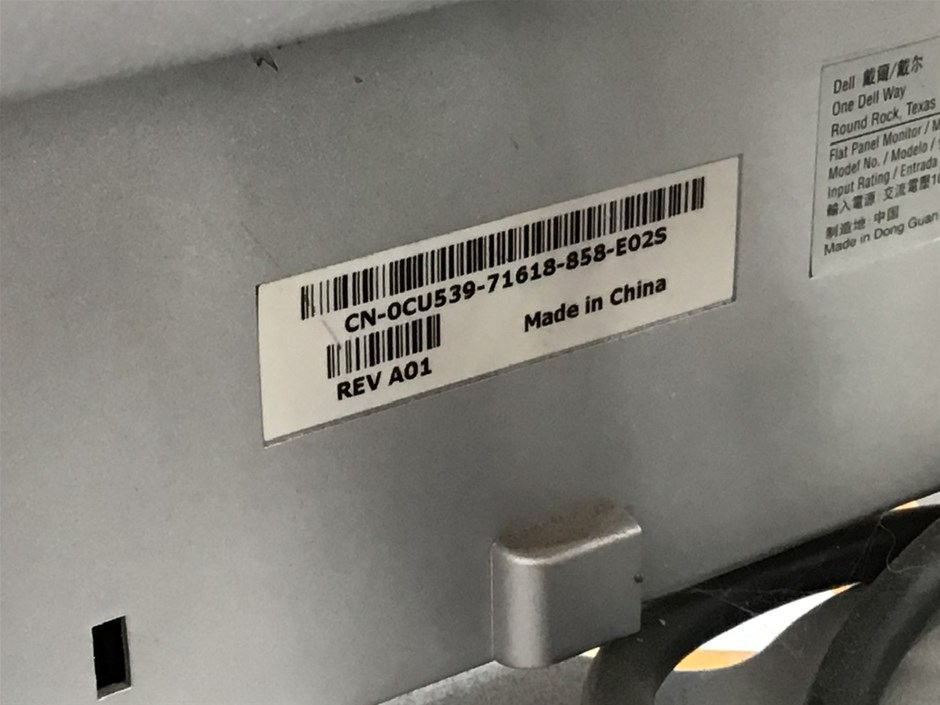 CN-0CU539-71618-858-E02S
REV A01
Made in China
Dell 戴爾/戴尔
One Dell Way
Round Rock, Texas
Flat Panel Monitor /
Model No. / Modelo /
Input Rating / Entrada
輸入電源: 交流電壓10
制造地: 中国
Made in Dong Guan